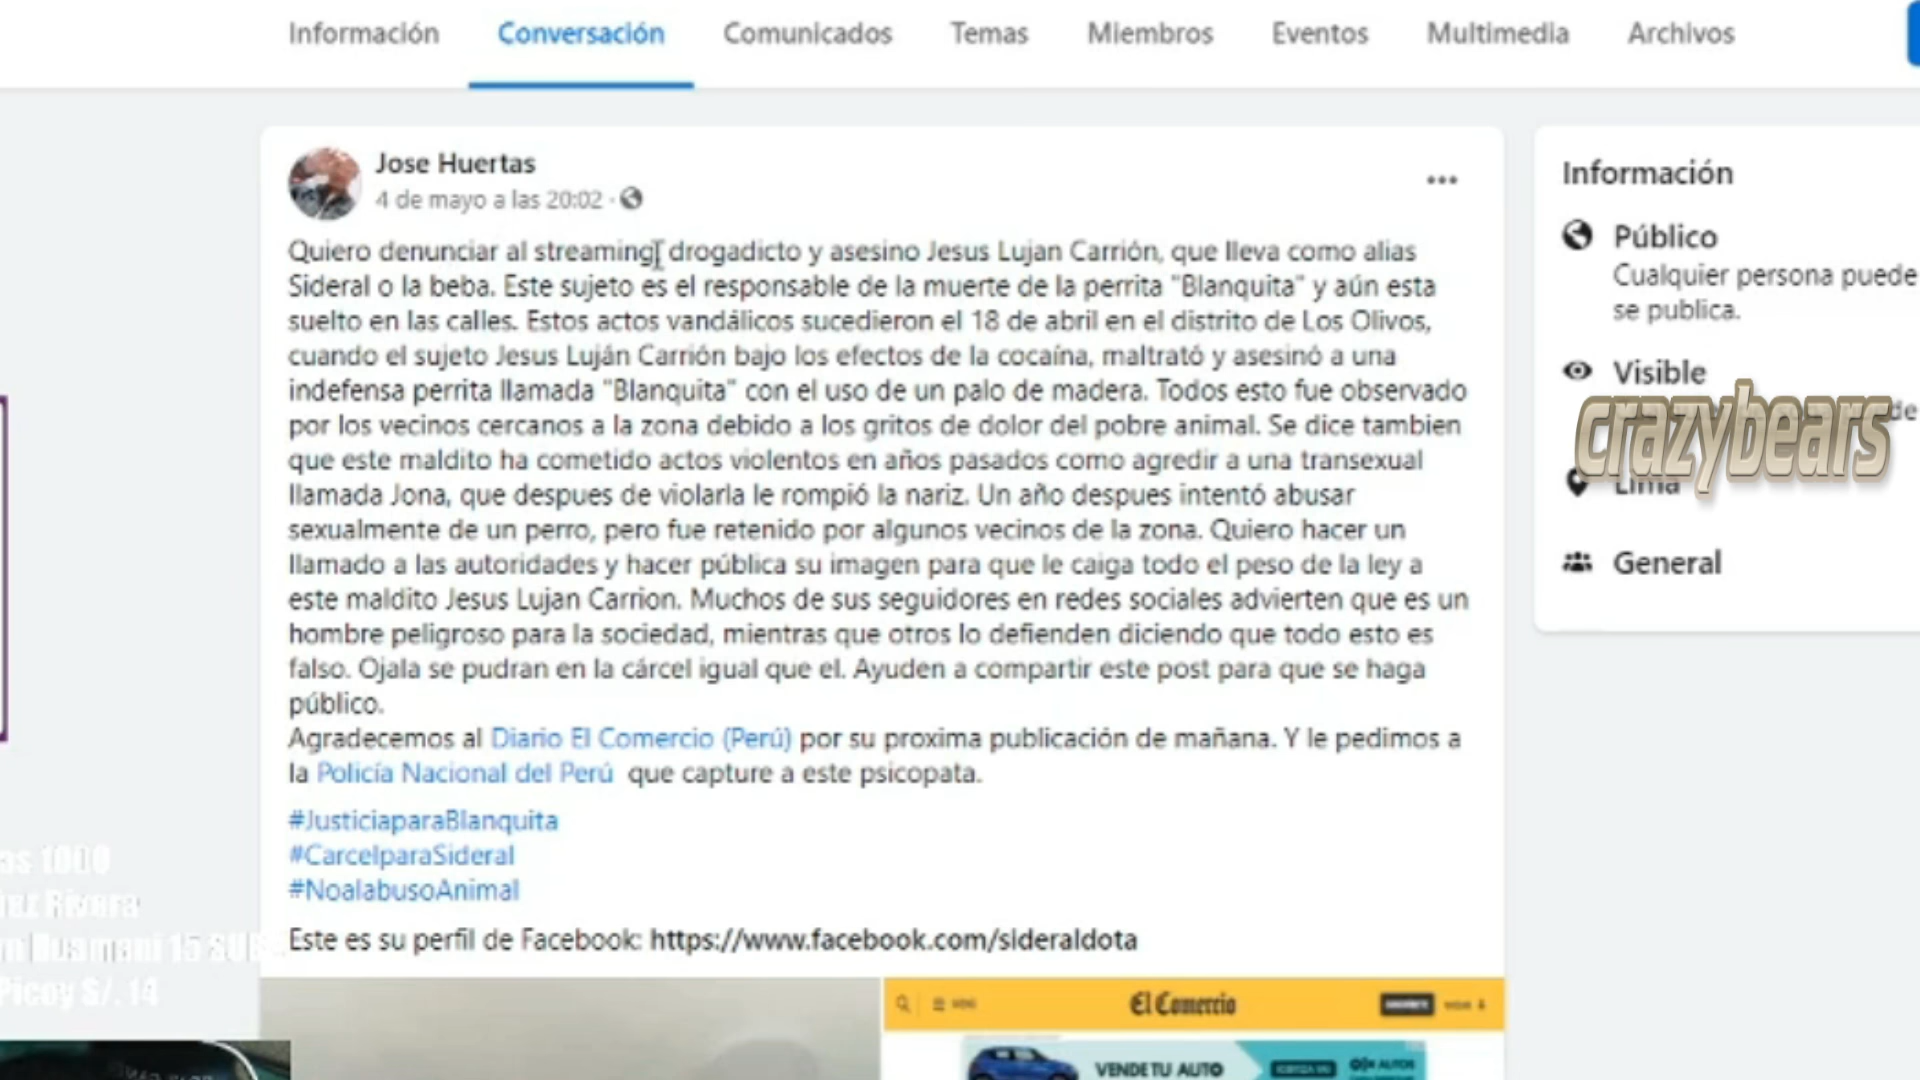 Información Conversación Comunicados Temas Miembros Eventos Multimedia Archivos
Jose Huertas
4 de mayo a las 20:02 ·
Quiero denunciar al streaming drogadicto y asesino Jesus Lujan Carrión, que lleva como alias
Sideral o la beba. Este sujeto es el responsable de la muerte de la perrita "Blanquita" y aún esta
suelto en las calles. Estos actos vandálicos sucedieron el 18 de abril en el distrito de Los Olivos,
cuando el sujeto Jesus Luján Carrión bajo los efectos de la cocaína, maltrató y asesinó a una
indefensa perrita llamada "Blanquita" con el uso de un palo de madera. Todos esto fue observado
por los vecinos cercanos a la zona debido a los gritos de dolor del pobre animal. Se dice tambien
que este maldito ha cometido actos violentos en años pasados como agredir a una transexual
llamada Jona, que despues de violarla le rompió la nariz. Un año despues intentó abusar
sexualmente de un perro, pero fue retenido por algunos vecinos de la zona. Quiero hacer un
llamado a las autoridades y hacer pública su imagen para que le caiga todo el peso de la ley a
este maldito Jesus Lujan Carrion. Muchos de sus seguidores en redes sociales advierten que es un
hombre peligroso para la sociedad, mientras que otros lo defienden diciendo que todo esto es
falso. Ojala se pudran en la cárcel igual que el. Ayuden a compartir este post para que se haga
público.
Agradecemos al Diario El Comercio (Perú) por su proxima publicación de mañana. Y le pedimos a
la Policía Nacional del Perú que capture a este psicopata.
#JusticiaparaBlanquita
#CarcelparaSideral
#NoalabusoAnimal
Este es su perfil de Facebook: https://www.facebook.com/sideraldota
El Comercio
VENDE TU AUTO
Información
Público
Cualquier persona puede
se publica.
Visible
de
crazybears
Lima
General
as 1000
ez Rivera
Huamani 15 SUB
Picoy S/. 14